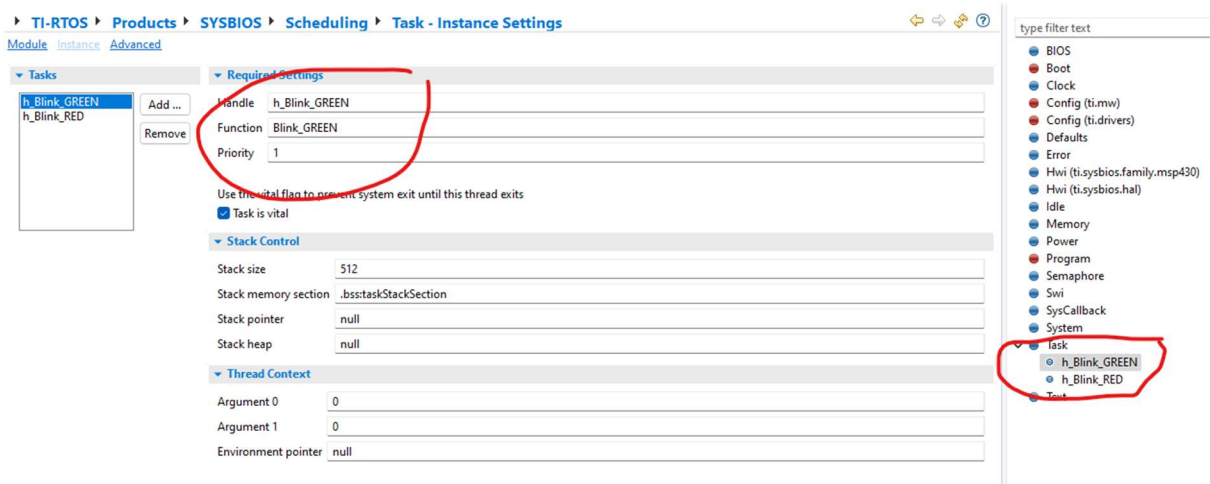 TI-RTOS Products SYSBIOS Scheduling Task - Instance Settings
Module Instance Advanced
Tasks
h_Blink_GREEN
h_Blink_RED
Add ...
Remove
Required Settings
Handle h_Blink_GREEN
Function Blink_GREEN
Priority 1
Use the vital flag to prevent system exit until this thread exits
Task is vital
Stack Control
Stack size 512
Stack memory section .bss:taskStackSection
Stack pointer null
Stack heap null
Thread Context
Argument 0 0
Argument 1 0
Environment pointer null
type filter text
BIOS
Boot
Clock
Config (ti.mw)
Config (ti.drivers)
Defaults
Error
Hwi (ti.sysbios.family.msp430)
Hwi (ti.sysbios.hal)
Idle
Memory
Power
Program
Semaphore
Swi
SysCallback
System
Task
h_Blink_GREEN
h_Blink_RED
Text